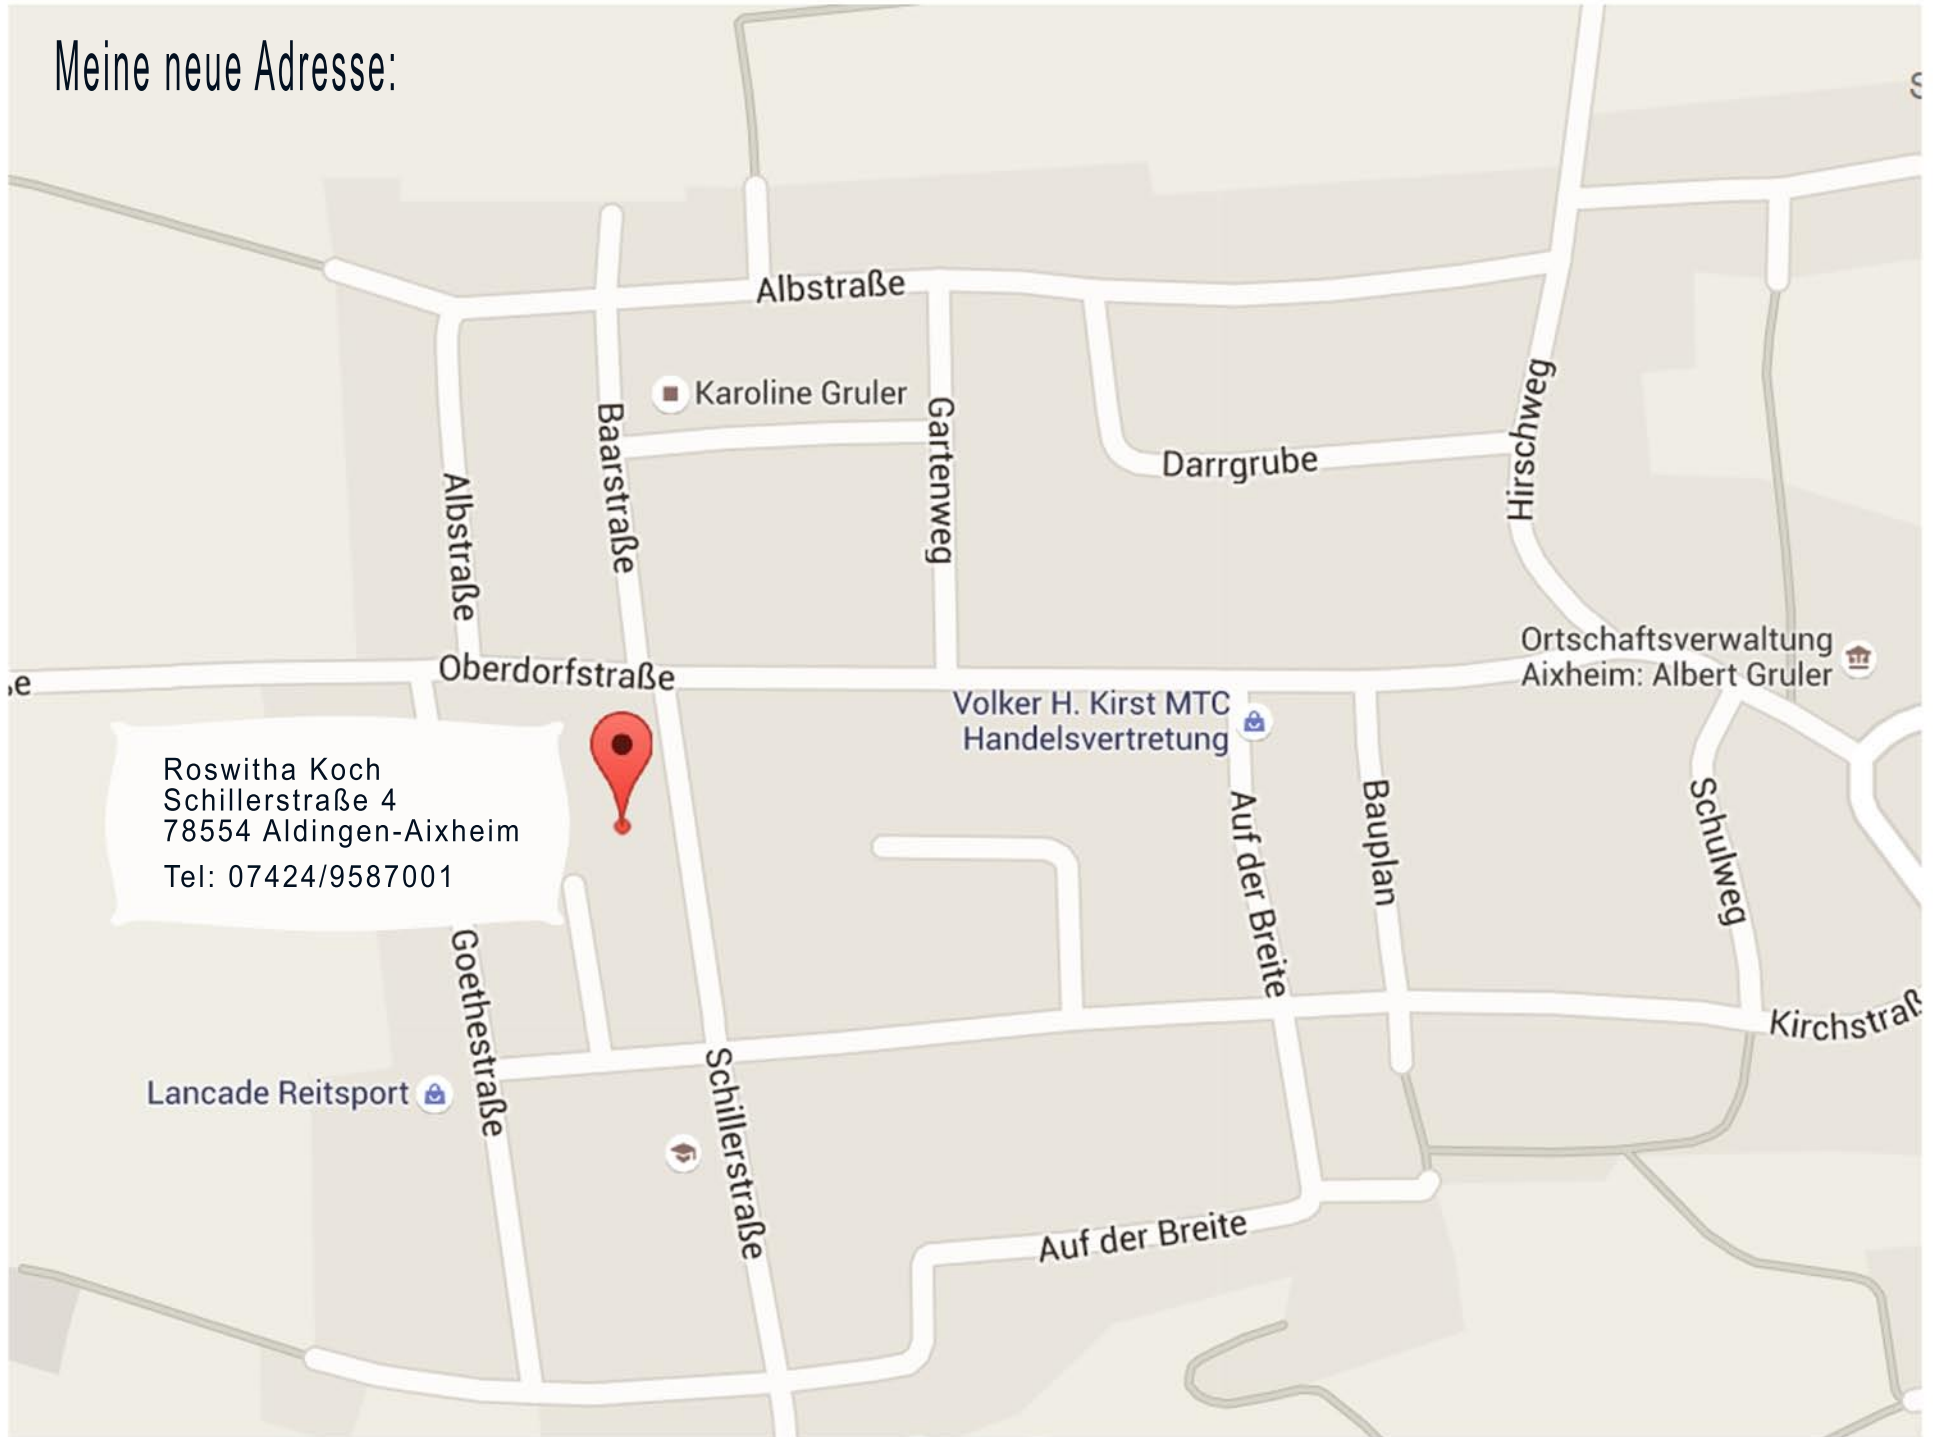 Meine neue Adresse:
Albstraße
Karoline Gruler
Baarstraße
Gartenweg
Hirschweg
Darrgrube
Albstraße
Ortschaftsverwaltung
Aixheim: Albert Gruler
Oberdorfstraße
Volker H. Kirst MTC
Handelsvertretung
Roswitha Koch
Schillerstraße 4
78554 Aldingen-Aixheim
Tel: 07424/9587001
Auf der Breite
Bauplan
Schulweg
Goethestraße
Kirchstraß
Lancade Reitsport
Schillerstraße
Auf der Breite